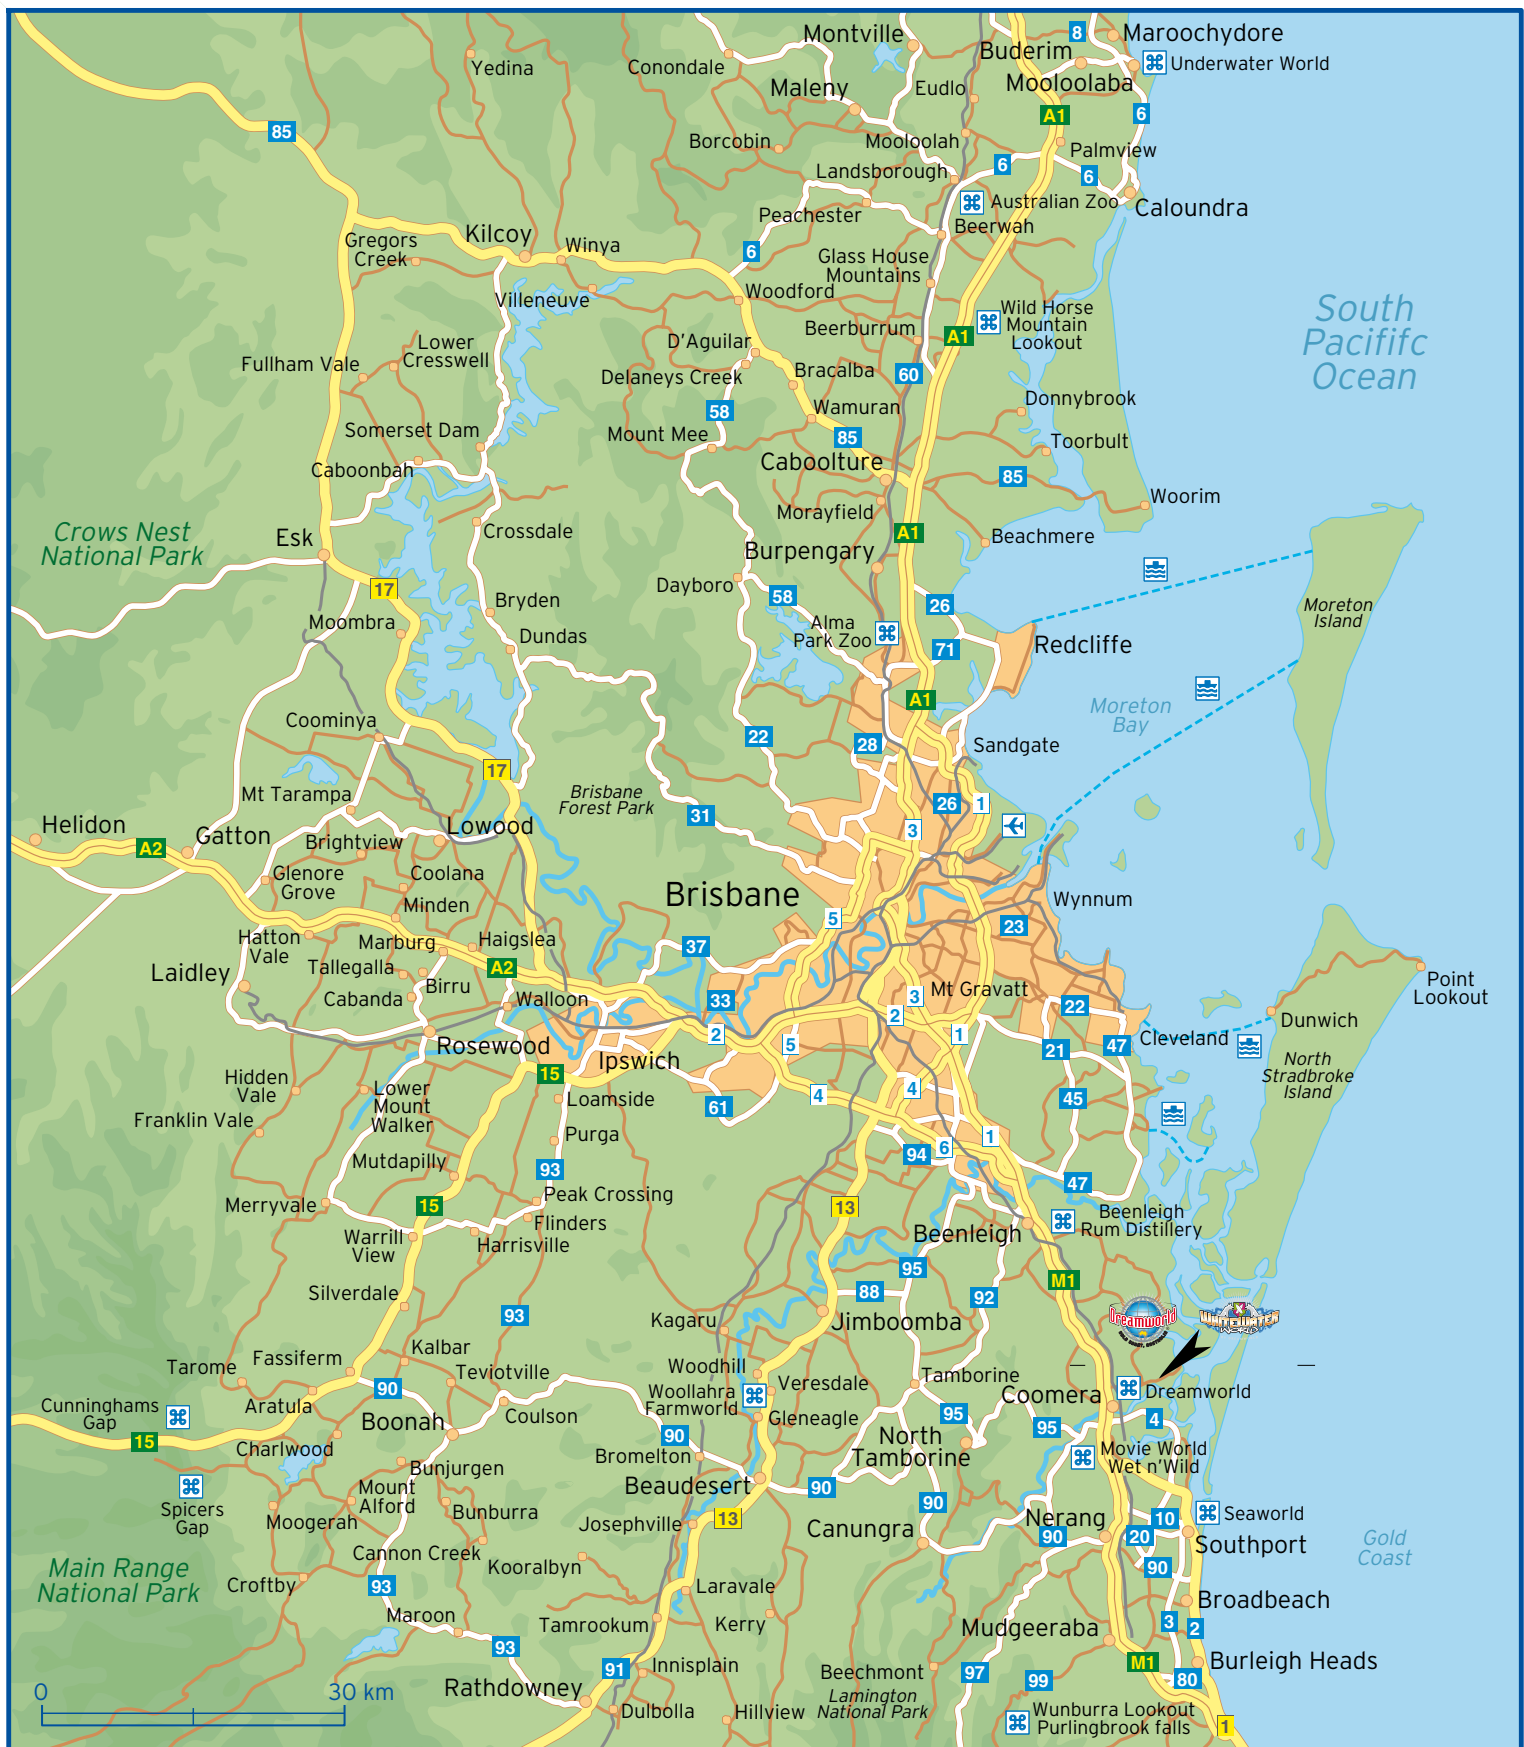 Montville
8
Maroochydore
Buderim
Yedina
Conondale
Underwater World
Mooloolaba
Maleny
Eudlo
A1
6
85
Borcobin
Mooloolah
Palmview
Landsborough
6
6
Australian Zoo
Caloundra
Peachester
Beerwah
Kilcoy
Winya
Gregors
Creek
6
Glass House
Mountains
Villeneuve
Woodford
South
Pacififc
Ocean
Wild Horse
Mountain
Lookout
Beerburrum
A1
Lower
Cresswell
D'Aguilar
Fullham Vale
Delaneys Creek
Bracalba
60
Donnybrook
58
Wamuran
Somerset Dam
Mount Mee
85
Toorbult
Caboonbah
Caboolture
85
Woorim
Morayfield
Crows Nest
National Park
Esk
Crossdale
A1
Beachmere
Burpengary
17
Dayboro
58
Bryden
26
Moreton
Island
Moombra
Dundas
Alma
Park Zoo
71
Redcliffe
A1
Moreton
Bay
Coominya
22
28
Sandgate
17
Brisbane
Forest Park
Mt Tarampa
26
1
31
Helidon
A2
Gatton
Lowood
3
Brightview
Glenore
Grove
Coolana
Brisbane
Minden
Wynnum
5
23
Hatton
Vale
Marburg
Haigslea
37
Laidley
Tallegalla
A2
Birru
Cabanda
Walloon
33
3
Mt Gravatt
Point
Lookout
22
2
Dunwich
Rosewood
Ipswich
2
5
1
21
47
Cleveland
North
Stradbroke
Island
Hidden
Vale
15
Lower
Mount
Walker
Loamside
61
4
4
45
Franklin Vale
Purga
1
Mutdapilly
93
94
6
47
Merryvale
15
Peak Crossing
13
Beenleigh
Rum Distillery
Flinders
Warrill
View
Harrisville
Beenleigh
95
M1
Silverdale
88
92
93
Kagaru
Jimboomba
Dreamworld
GOLD COAST, AUSTRALIA
WHITEWATER
WORLD
Kalbar
Tarome
Fassiferm
Woodhill
Teviotville
Tamborine
90
Woollahra
Farmworld
Veresdale
Coomera
Dreamworld
Cunninghams
Gap
Aratula
Boonah
Coulson
Gleneagle
95
95
4
15
Charlwood
90
North
Tamborine
Movie World
Wet n'Wild
Bromelton
Bunjurgen
Beaudesert
90
Spicers
Gap
Mount
Alford
Bunburra
90
Moogerah
13
Josephville
Canungra
Nerang
10
Seaworld
90
20
Southport
Gold
Coast
Cannon Creek
Kooralbyn
90
Main Range
National Park
Croftby
93
Laravale
Broadbeach
Maroon
Tamrookum
Kerry
Mudgeeraba
3
2
93
M1
Burleigh Heads
91
Innisplain
Beechmont
97
99
80
Rathdowney
Lamington
National Park
0
30 km
Dulbolla
Hillview
Wunburra Lookout
Purlingbrook falls
1